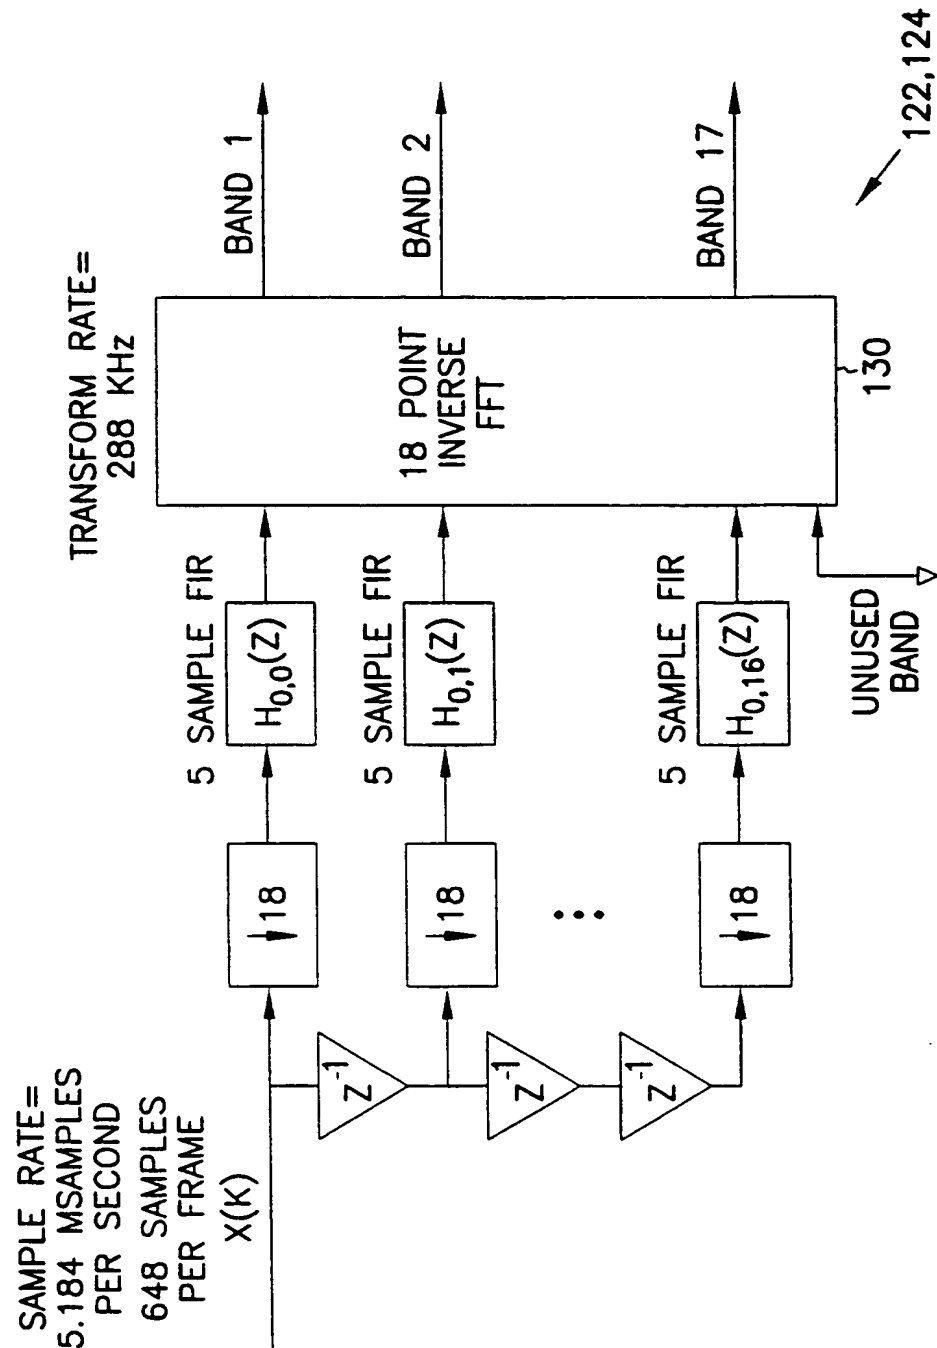 SAMPLE RATE=
5.184 MSAMPLES
PER SECOND
648 SAMPLES
PER FRAME
X(K)
Z-1
Z-1
Z-1
↓18
↓18
↓18
5 SAMPLE FIR
H0,0(Z)
5 SAMPLE FIR
H0,1(Z)
5 SAMPLE FIR
H0,16(Z)
UNUSED
BAND
TRANSFORM RATE=
288 KHz
18 POINT
INVERSE
FFT
130
BAND 1
BAND 2
BAND 17
122,124